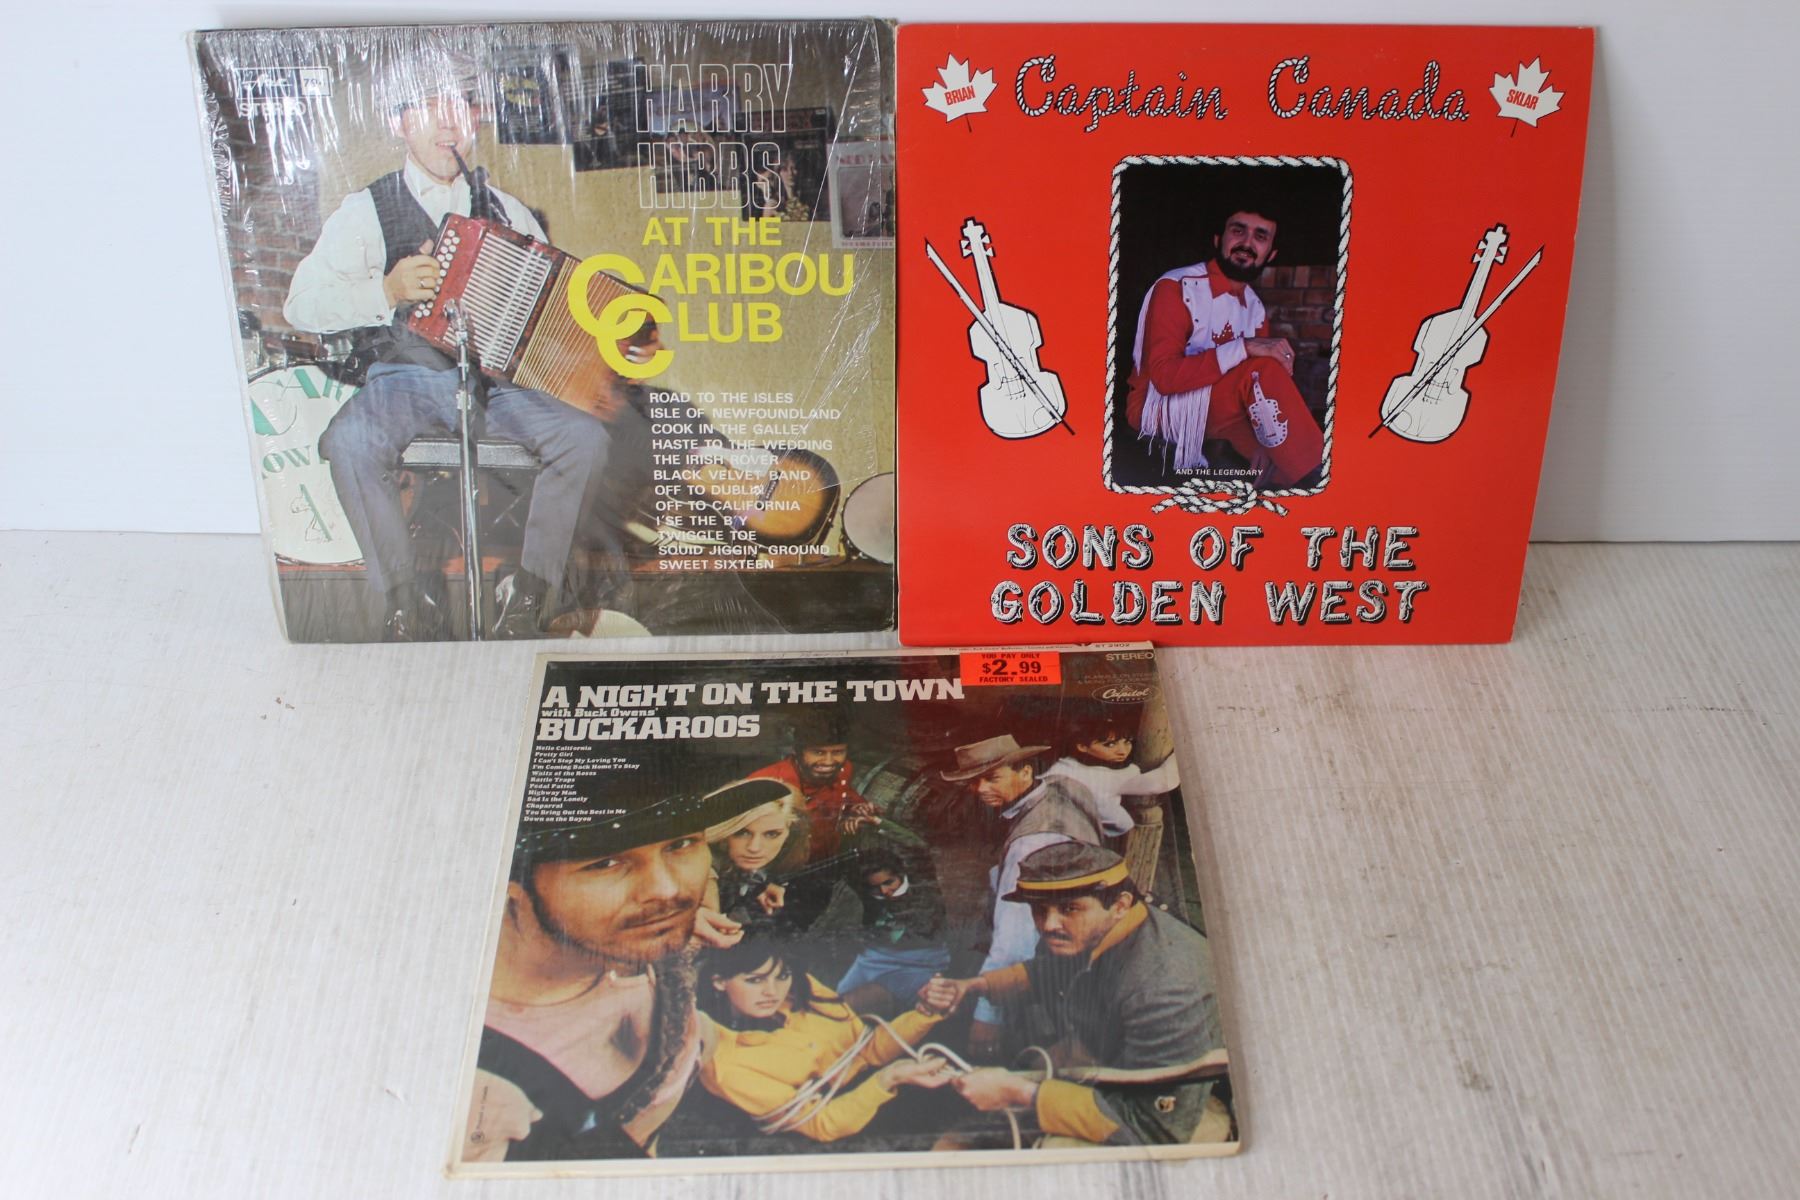 Arc
STEREO
HARRY
HIBBS
AT THE
CARIBOU
CLUB
ROAD TO THE ISLES
ISLE OF NEWFOUNDLAND
COOK IN THE GALLEY
HASTE TO THE WEDDING
THE IRISH ROVER
BLACK VELVET BAND
OFF TO DUBLIN
OFF TO CALIFORNIA
I'SE THE B'Y
TWIGGLE TOE
SQUID JIGGIN' GROUND
SWEET SIXTEEN
BRIAN
Captain Canada
SKLAR
AND THE LEGENDARY
SONS OF THE
GOLDEN WEST
YOU PAY ONLY
$2.99
FACTORY SEALED
ST 2902
STEREO
Capitol
A NIGHT ON THE TOWN
with Buck Owens'
BUCKAROOS
Hello California
Pretty Girl
I Can't Stop My Loving You
I'm Coming Back Home To Stay
Waltz of the Roses
Rattle Traps
Pedal Patter
Highway Man
Sad Is the Lonely
Chaparral
You Bring Out the Best in Me
Down on the Bayou